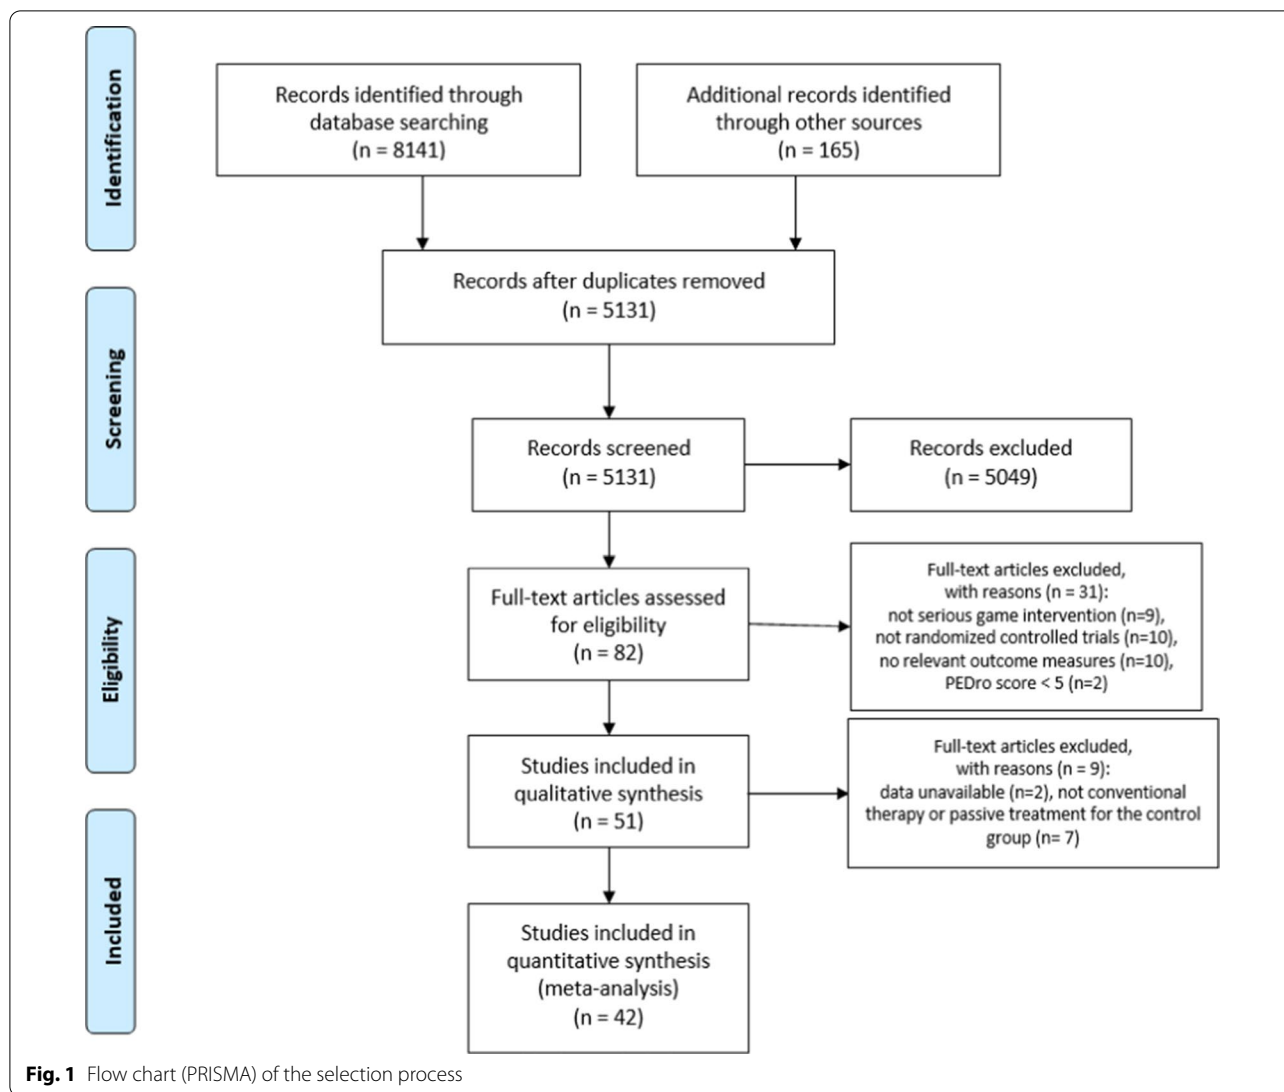 Identification
Records identified through
database searching
(n = 8141)
Additional records identified
through other sources
(n = 165)
Records after duplicates removed
(n = 5131)
Screening
Records screened
(n = 5131)
Records excluded
(n = 5049)
Eligibility
Full-text articles assessed
for eligibility
(n = 82)
Full-text articles excluded,
with reasons (n = 31):
not serious game intervention (n=9),
not randomized controlled trials (n=10),
no relevant outcome measures (n=10),
PEDro score < 5 (n=2)
Studies included in
qualitative synthesis
(n = 51)
Full-text articles excluded,
with reasons (n = 9):
data unavailable (n=2), not conventional
therapy or passive treatment for the control
group (n= 7)
Included
Studies included in
quantitative synthesis
(meta-analysis)
(n = 42)
Fig. 1 Flow chart (PRISMA) of the selection process